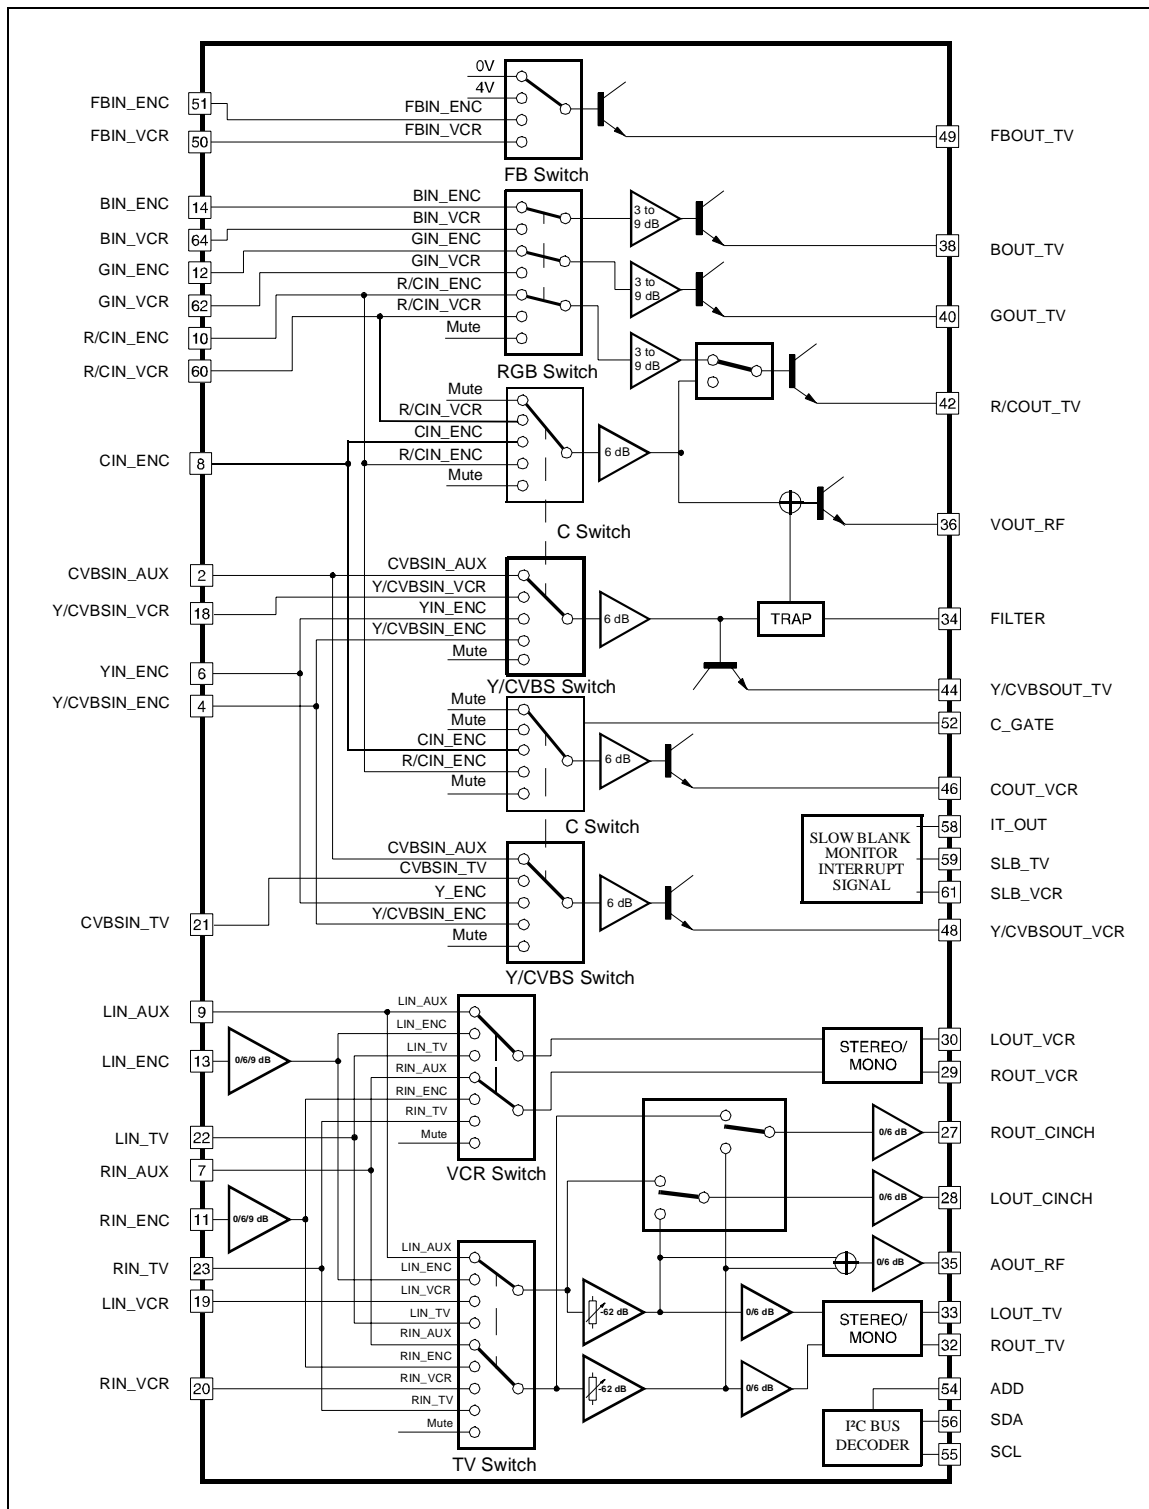 0V
4V
FBIN_ENC
51
FBIN_ENC
FBIN_VCR
50
FBIN_VCR
49
FBOUT_TV
FB Switch
BIN_ENC
14
BIN_ENC
BIN_VCR
64
BIN_VCR
GIN_ENC
12
GIN_ENC
GIN_VCR
62
GIN_VCR
R/CIN_ENC
10
R/CIN_ENC
R/CIN_VCR
60
R/CIN_VCR
Mute
RGB Switch
3 to
9 dB
38
BOUT_TV
3 to
9 dB
40
GOUT_TV
3 to
9 dB
42
R/COUT_TV
Mute
R/CIN_VCR
CIN_ENC
CIN_ENC
8
R/CIN_ENC
Mute
6 dB
C Switch
36
VOUT_RF
CVBSIN_AUX
2
CVBSIN_AUX
Y/CVBSIN_VCR
18
Y/CVBSIN_VCR
YIN_ENC
Y/CVBSIN_ENC
Mute
6 dB
TRAP
34
FILTER
YIN_ENC
6
Y/CVBSIN_ENC
4
Y/CVBS Switch
44
Y/CVBSOUT_TV
Mute
Mute
CIN_ENC
R/CIN_ENC
Mute
6 dB
52
C_GATE
46
COUT_VCR
C Switch
SLOW BLANK
MONITOR
INTERRUPT
SIGNAL
58
IT_OUT
59
SLB_TV
61
SLB_VCR
CVBSIN_AUX
CVBSIN_TV
Y_ENC
Y/CVBSIN_ENC
Mute
6 dB
CVBSIN_TV
21
48
Y/CVBSOUT_VCR
Y/CVBS Switch
LIN_AUX
9
LIN_ENC
13
0/6/9 dB
LIN_AUX
LIN_ENC
LIN_TV
RIN_AUX
RIN_ENC
RIN_TV
Mute
VCR Switch
STEREO/
MONO
30
LOUT_VCR
29
ROUT_VCR
LIN_TV
22
RIN_AUX
7
RIN_ENC
11
0/6/9 dB
RIN_TV
23
LIN_VCR
19
RIN_VCR
20
0/6 dB
27
ROUT_CINCH
0/6 dB
28
LOUT_CINCH
0/6 dB
35
AOUT_RF
LIN_AUX
LIN_ENC
LIN_VCR
LIN_TV
RIN_AUX
RIN_ENC
RIN_VCR
RIN_TV
Mute
TV Switch
-62 dB
0/6 dB
-62 dB
0/6 dB
STEREO/
MONO
33
LOUT_TV
32
ROUT_TV
54
ADD
I²C BUS
DECODER
56
SDA
55
SCL